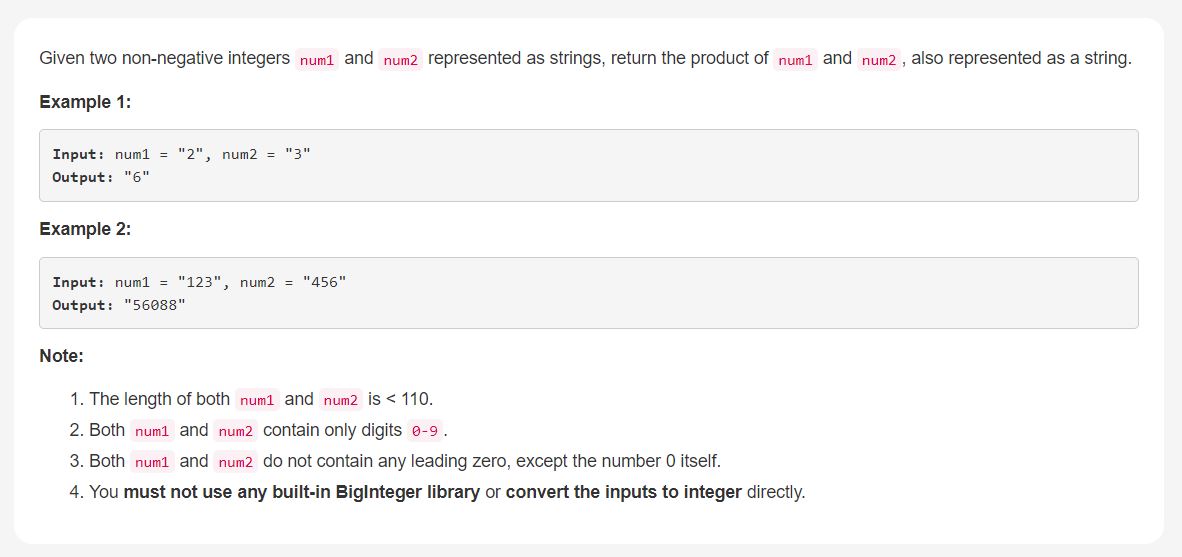 Given two non-negative integers num1 and num2 represented as strings, return the product of num1 and num2 , also represented as a string.
Example 1:
Input: num1 = "2", num2 = "3"
Output: "6"
Example 2:
Input: num1 = "123", num2 = "456"
Output: "56088"
Note:
1. The length of both num1 and num2 is < 110.
2. Both num1 and num2 contain only digits 0-9 .
3. Both num1 and num2 do not contain any leading zero, except the number 0 itself.
4. You must not use any built-in BigInteger library or convert the inputs to integer directly.